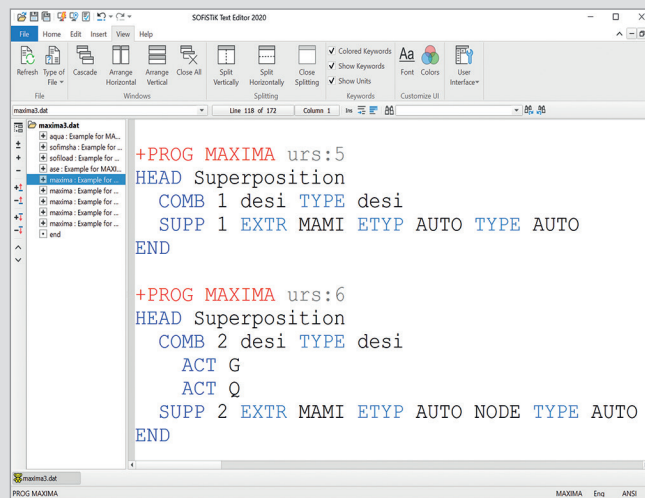 SOFiSTiK Text Editor 2020
File Home Edit Insert View Help
Refresh Type of File Cascade Arrange Horizontal Arrange Vertical Close All Split Vertically Split Horizontally Close Splitting Colored Keywords Show Keywords Show Units Font Colors User Interface
File Windows Splitting Keywords Customize UI
maxima3.dat Line 118 of 172 Column 1 Ins
maxima3.dat
aqua : Example for MA...
sofimsha : Example for ...
sofiload : Example for ...
ase : Example for MAXI...
maxima : Example for ...
maxima : Example for ...
maxima : Example for ...
maxima : Example for ...
maxima : Example for ...
end
+PROG MAXIMA urs:5
HEAD Superposition
COMB 1 desi TYPE desi
SUPP 1 EXTR MAMI ETYP AUTO TYPE AUTO
END
+PROG MAXIMA urs:6
HEAD Superposition
COMB 2 desi TYPE desi
ACT G
ACT Q
SUPP 2 EXTR MAMI ETYP AUTO NODE TYPE AUTO
END
maxima3.dat
PROG MAXIMA MAXIMA Eng ANSI